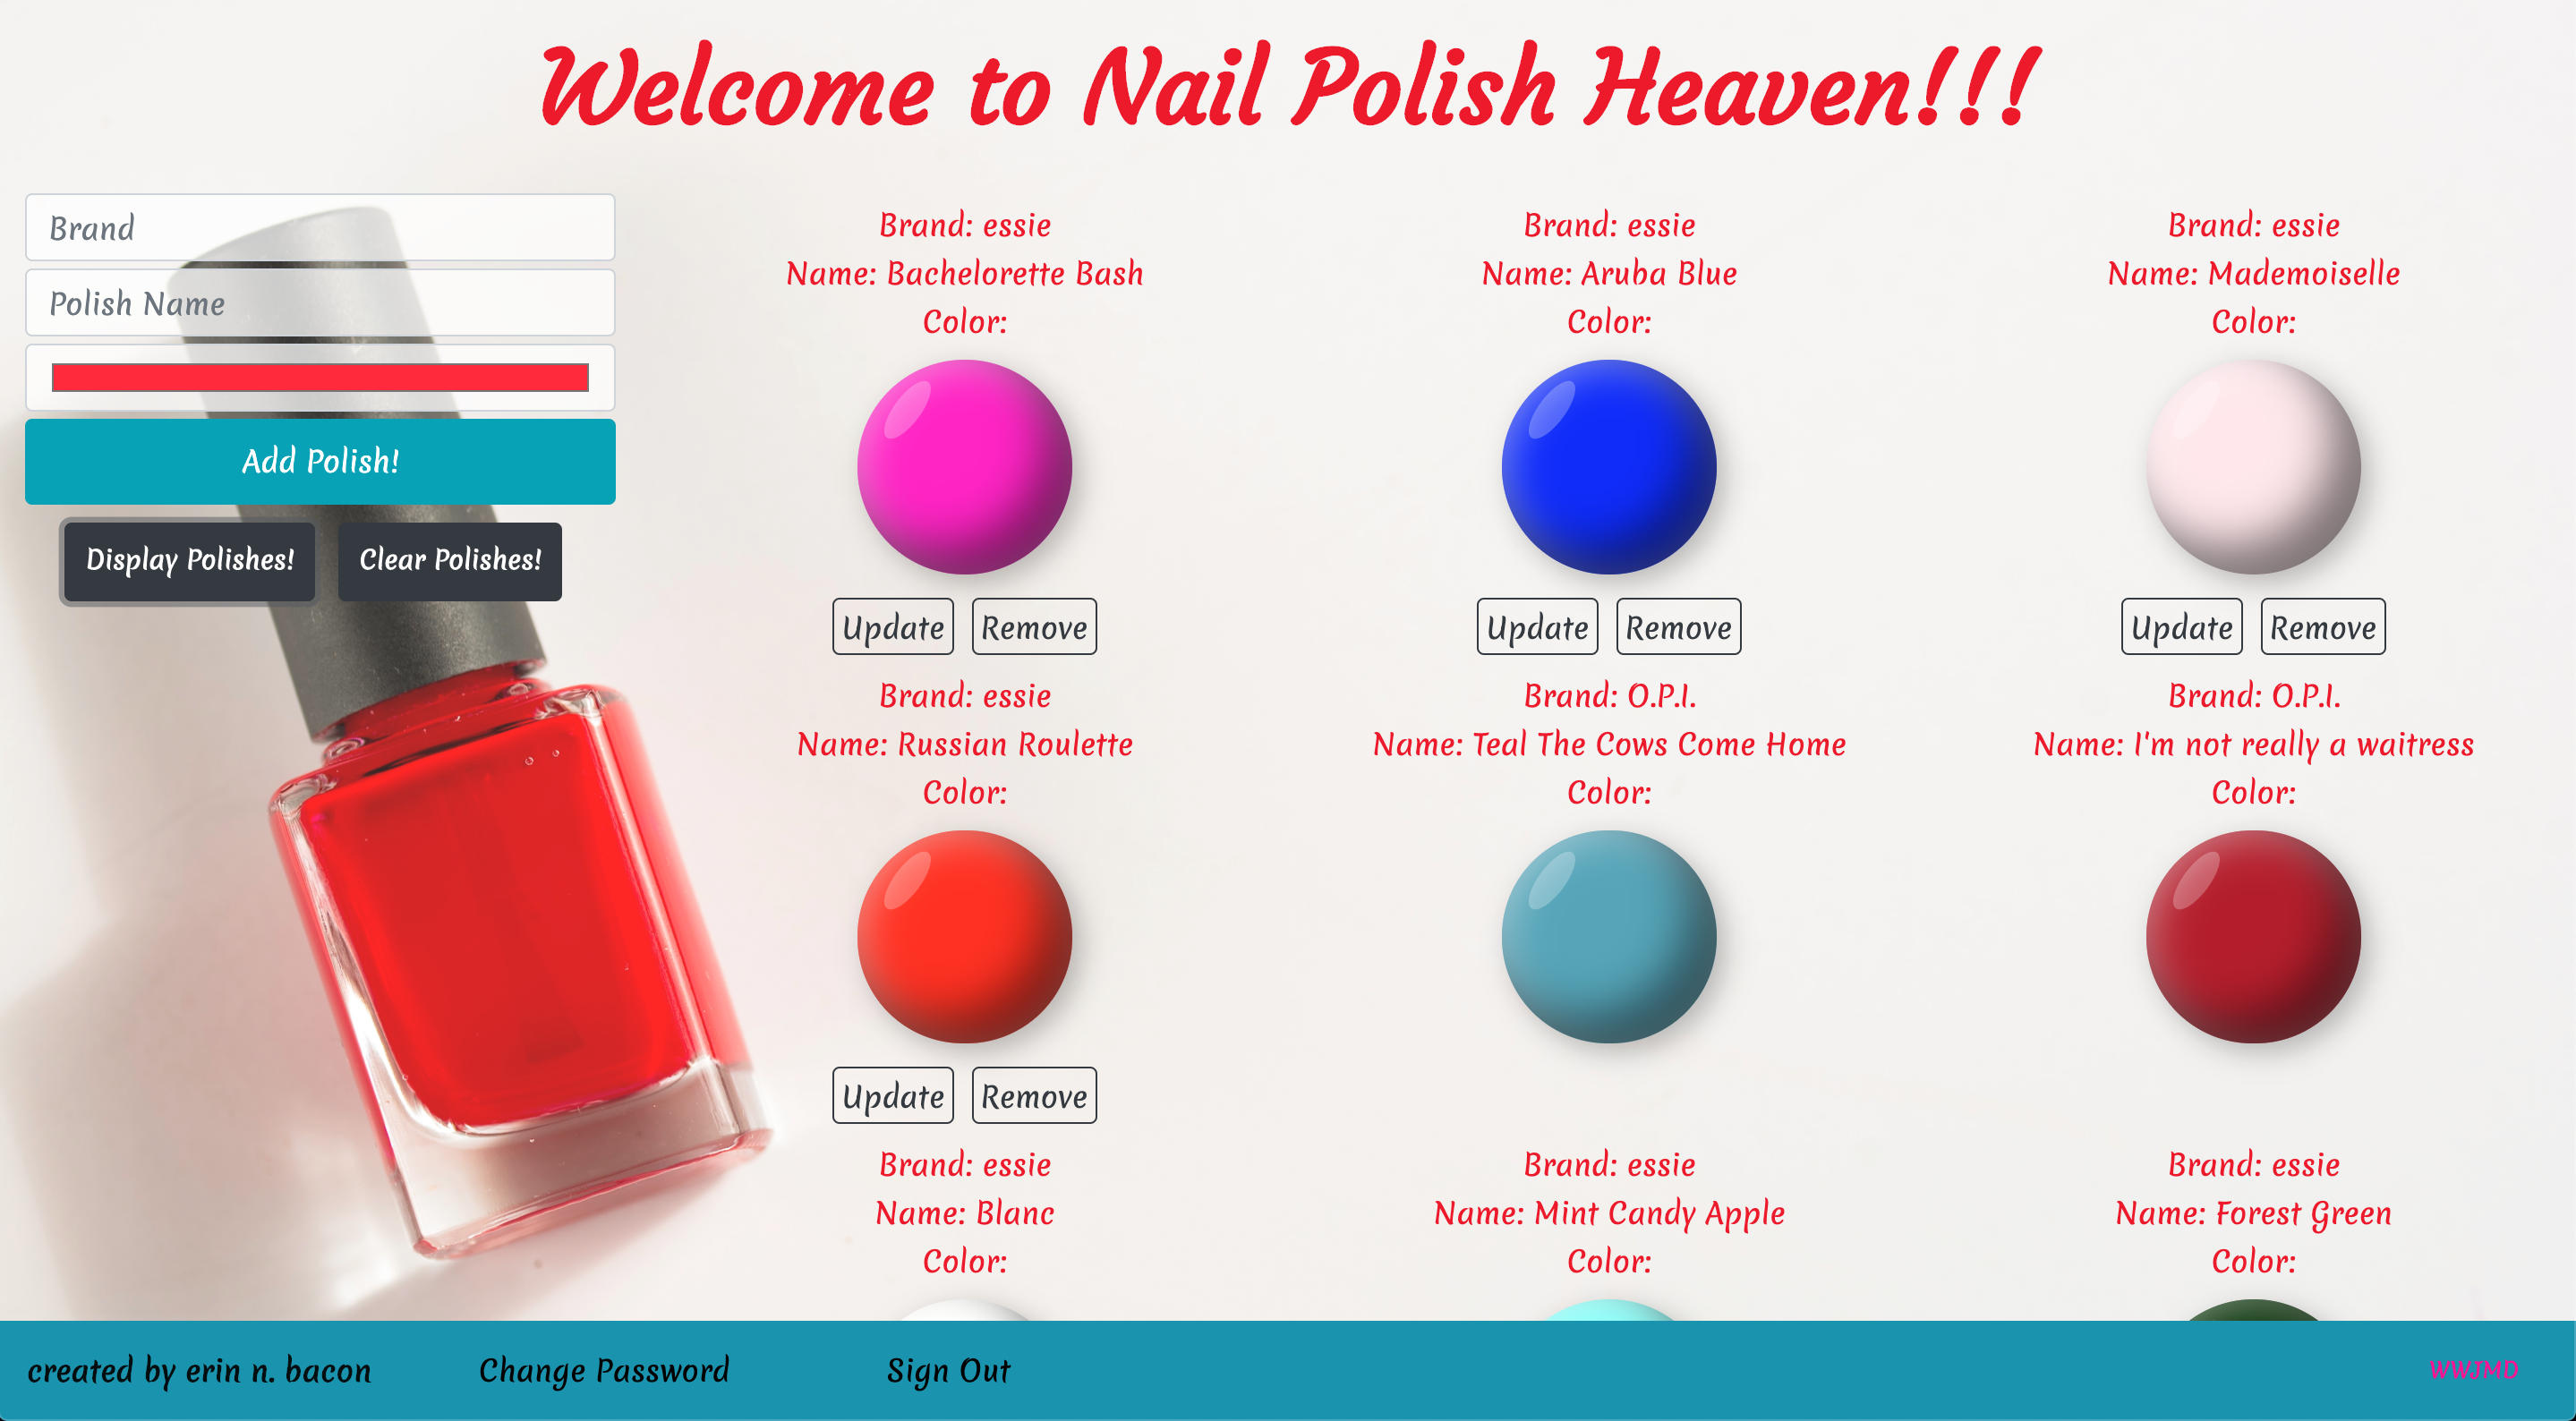 Welcome to Nail Polish Heaven!!!
Brand
Polish Name
Add Polish!
Display Polishes!
Clear Polishes!
Brand: essie
Name: Bachelorette Bash
Color:
Update
Remove
Brand: essie
Name: Aruba Blue
Color:
Update
Remove
Brand: essie
Name: Mademoiselle
Color:
Update
Remove
Brand: essie
Name: Russian Roulette
Color:
Update
Remove
Brand: O.P.I.
Name: Teal The Cows Come Home
Color:
Brand: O.P.I.
Name: I'm not really a waitress
Color:
Brand: essie
Name: Blanc
Color:
Brand: essie
Name: Mint Candy Apple
Color:
Brand: essie
Name: Forest Green
Color:
created by erin n. bacon
Change Password
Sign Out
WWJMD